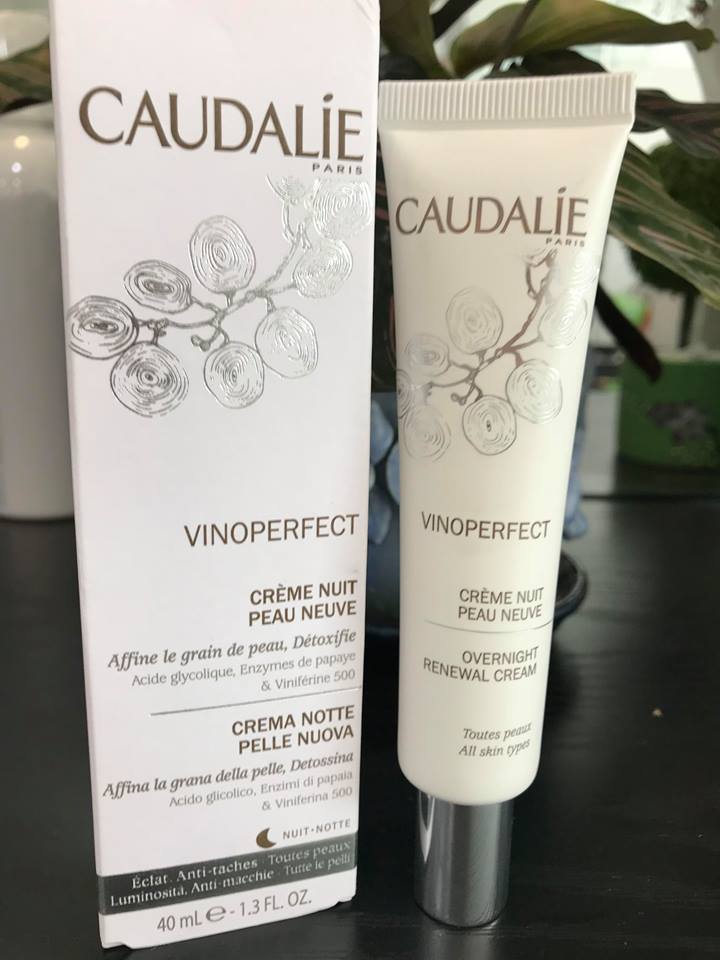 CAUDALÍE
PARIS
VINOPERFECT
CRÈME NUIT
PEAU NEUVE
Affine le grain de peau, Détoxifie
Acide glycolique, Enzymes de papaye
& Viniférine 500
CREMA NOTTE
PELLE NUOVA
Affina la grana della pelle, Detossina
Acido glicolico, Enzimi di papaia
& Viniferina 500
NUIT·NOTTE
Éclat · Anti-taches · Toutes peaux
Luminosità, Anti-macchie · Tutte le pelli
40 mL e - 1.3 FL. OZ.
CAUDALÍE
PARIS
VINOPERFECT
CRÈME NUIT
PEAU NEUVE
OVERNIGHT
RENEWAL CREAM
Toutes peaux
All skin types